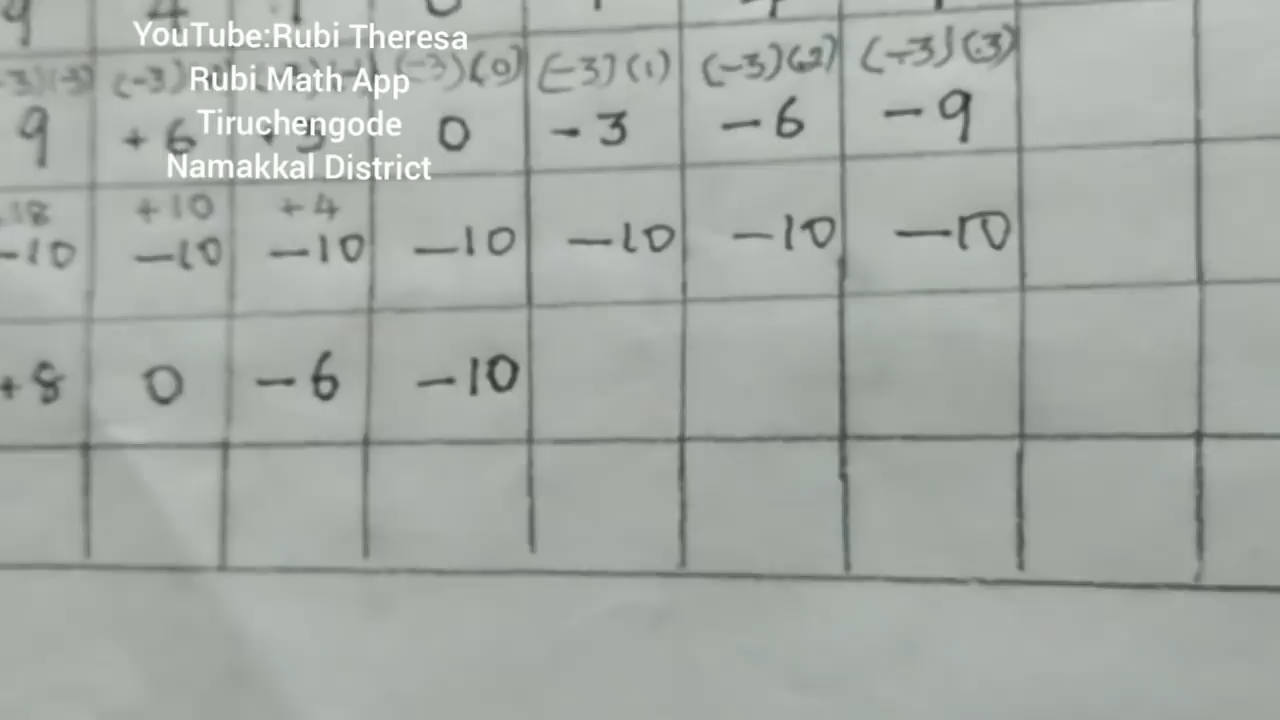 YouTube:Rubi Theresa
Rubi Math App
Tiruchengode
Namakkal District
(-3) (-3) (0) (-3) (1) (-3) (2) (-3) (3)
9 + 6 0 - 3 - 6 - 9
+10 +4
-10 -10 -10 -10 -10 -10 -10
+8 0 - 6 -10